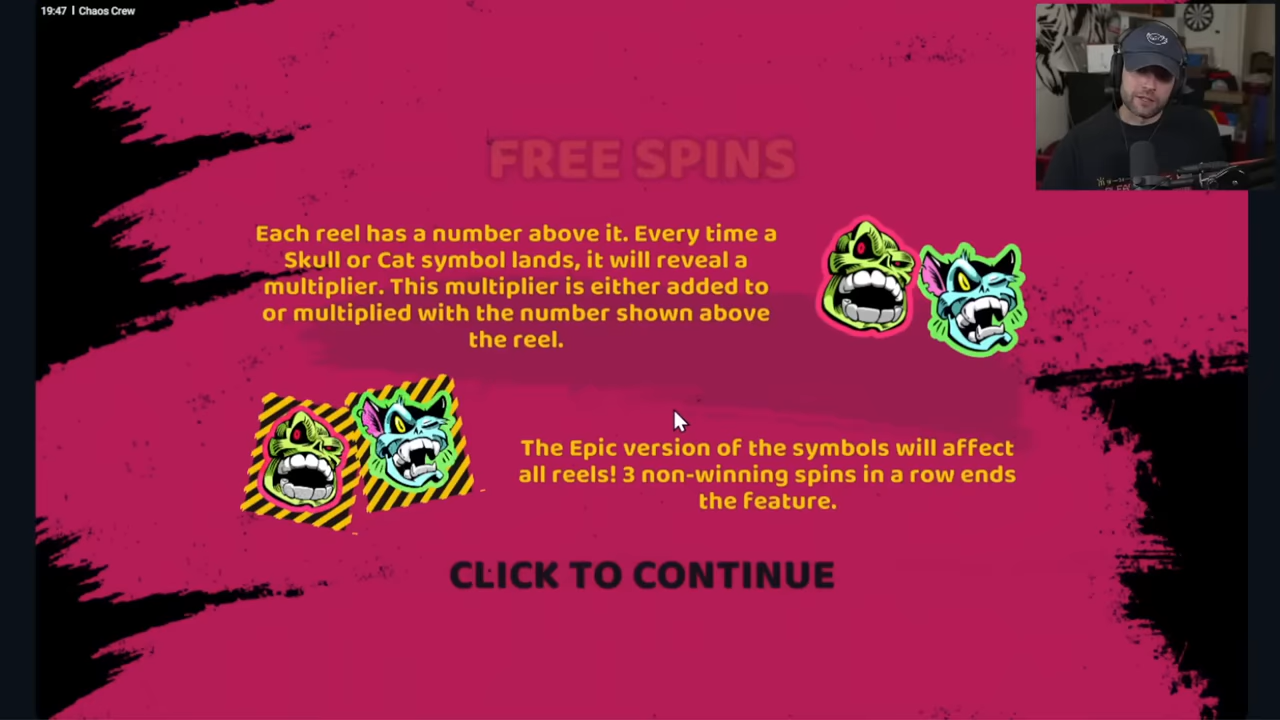 19:47 | Chaos Crew
FREE SPINS
Each reel has a number above it. Every time a
Skull or Cat symbol lands, it will reveal a
multiplier. This multiplier is either added to
or multiplied with the number shown above
the reel.
The Epic version of the symbols will affect
all reels! 3 non-winning spins in a row ends
the feature.
CLICK TO CONTINUE